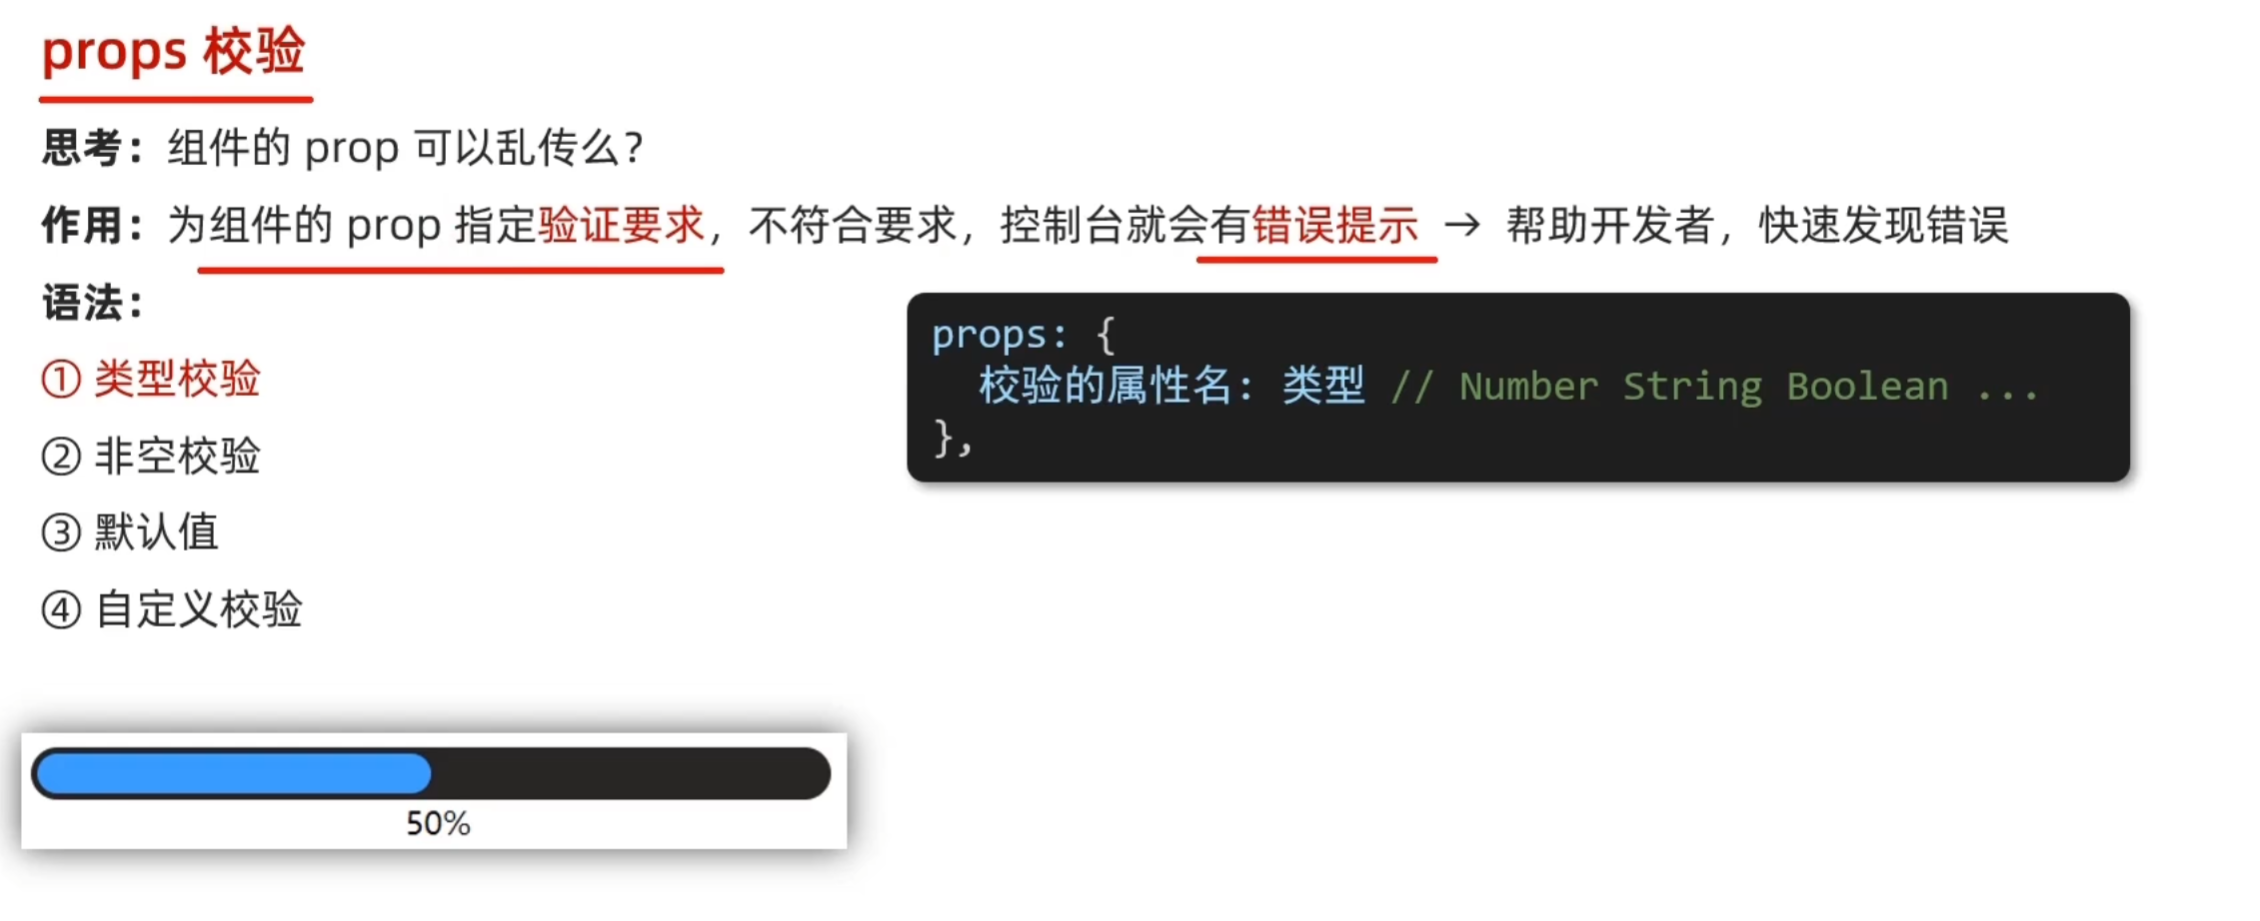 props 校验
思考：组件的 prop 可以乱传么？
作用：为组件的 prop 指定验证要求，不符合要求，控制台就会有错误提示 → 帮助开发者，快速发现错误
语法：
① 类型校验
② 非空校验
③ 默认值
④ 自定义校验
props: {
  校验的属性名: 类型 // Number String Boolean ...
},
50%